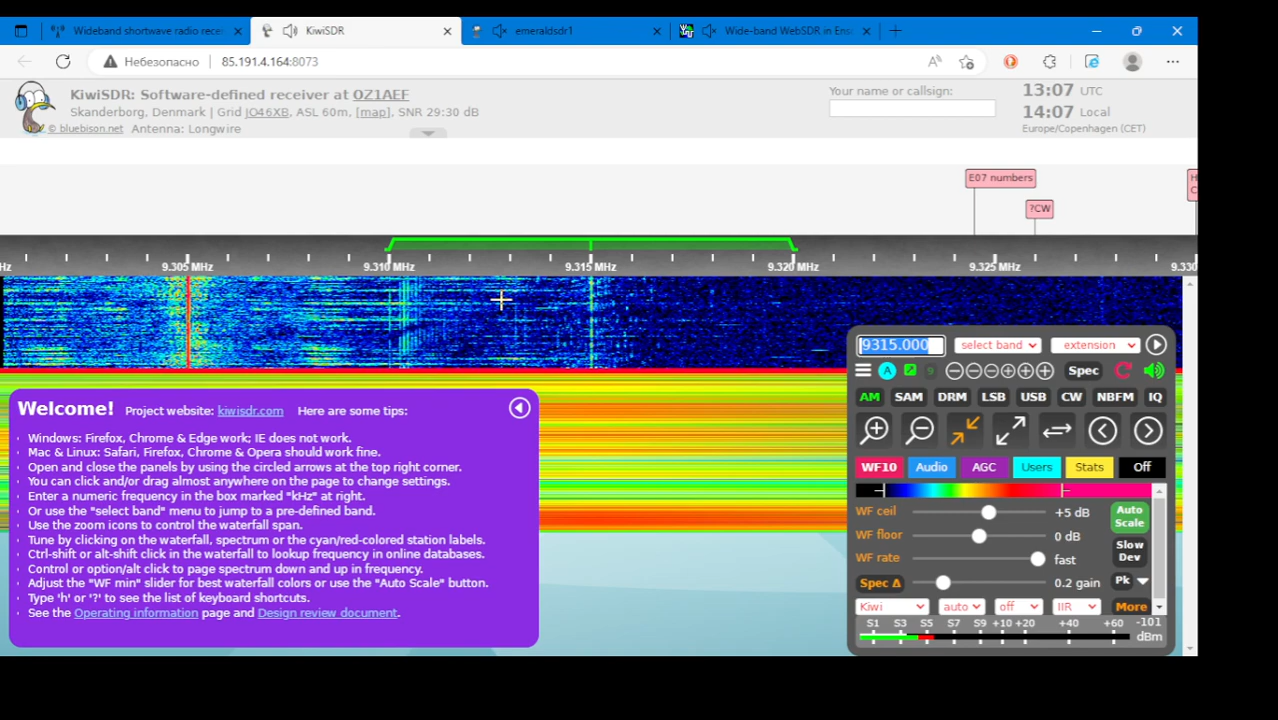 Wideband shortwave radio rece
KiwiSDR
emeraldsdr1
Wide-band WebSDR in Ens
Небезопасно
85.191.4.164:8073
KiwiSDR: Software-defined receiver at OZ1AEF
Skanderborg, Denmark | Grid JO46XB, ASL 60m, [map], SNR 29:30 dB
© bluebison.net Antenna: Longwire
Your name or callsign:
13:07 UTC
14:07 Local
Europe/Copenhagen (CET)
E07 numbers
?CW
H
C
Hz 9.305 MHz 9.310 MHz 9.315 MHz 9.320 MHz 9.325 MHz 9.330
9315.000
select band
extension
A
9
Spec
AM SAM DRM LSB USB CW NBFM IQ
WF10 Audio AGC Users Stats Off
WF ceil +5 dB
Auto Scale
WF floor 0 dB
WF rate fast
Slow Dev
Spec Δ 0.2 gain
Pk
Kiwi auto off IIR More
S1 S3 S5 S7 S9 +10 +20 +40 +60 -101 dBm
Welcome! Project website: kiwisdr.com Here are some tips:
Windows: Firefox, Chrome & Edge work; IE does not work.
Mac & Linux: Safari, Firefox, Chrome & Opera should work fine.
Open and close the panels by using the circled arrows at the top right corner.
You can click and/or drag almost anywhere on the page to change settings.
Enter a numeric frequency in the box marked "kHz" at right.
Or use the "select band" menu to jump to a pre-defined band.
Use the zoom icons to control the waterfall span.
Tune by clicking on the waterfall, spectrum or the cyan/red-colored station labels.
Ctrl-shift or alt-shift click in the waterfall to lookup frequency in online databases.
Control or option/alt click to page spectrum down and up in frequency.
Adjust the "WF min" slider for best waterfall colors or use the "Auto Scale" button.
Type 'h' or '?' to see the list of keyboard shortcuts.
See the Operating information page and Design review document.